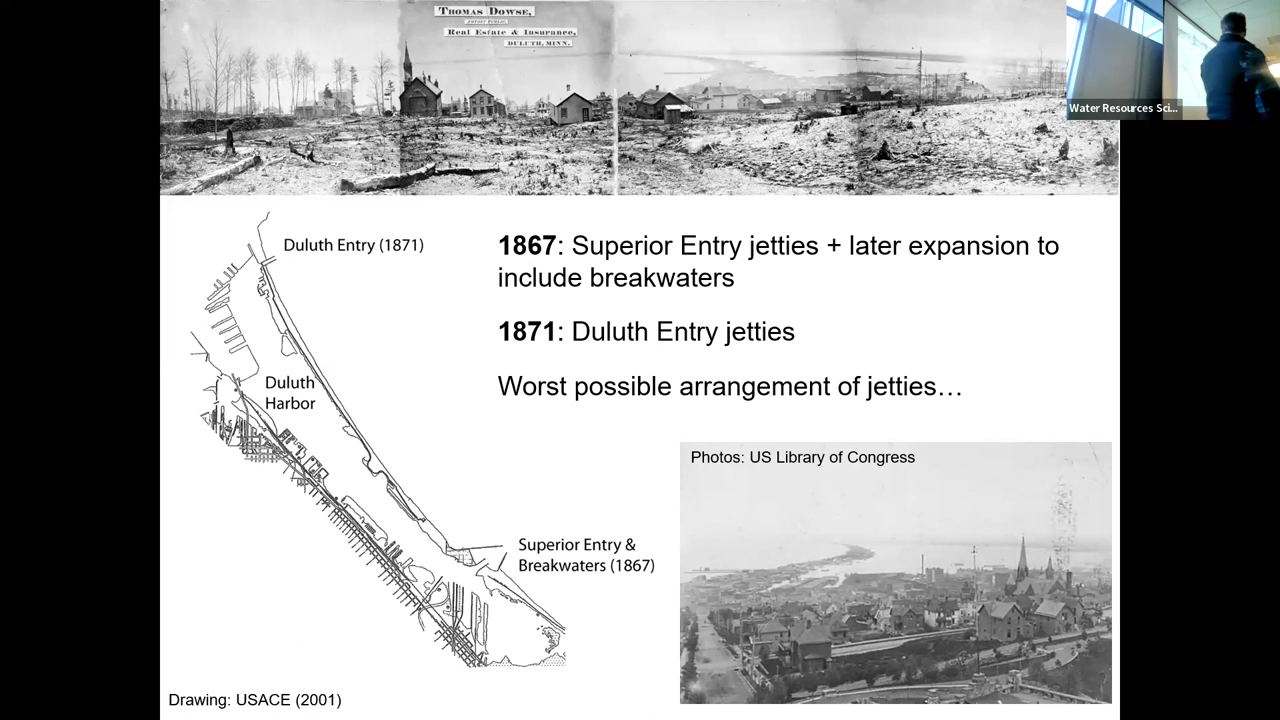 THOMAS DOWSE,
Real Estate & Insurance,
DULUTH, MINN.
Water Resources Sci...
Duluth Entry (1871)
1867: Superior Entry jetties + later expansion to
include breakwaters
1871: Duluth Entry jetties
Duluth
Harbor
Worst possible arrangement of jetties…
Photos: US Library of Congress
Superior Entry &
Breakwaters (1867)
Drawing: USACE (2001)